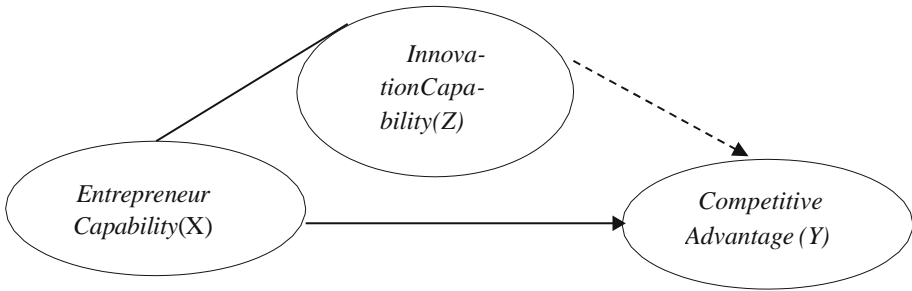 Innova-
tionCapa-
bility(Z)
Entrepreneur
Capability(X)
Competitive
Advantage (Y)